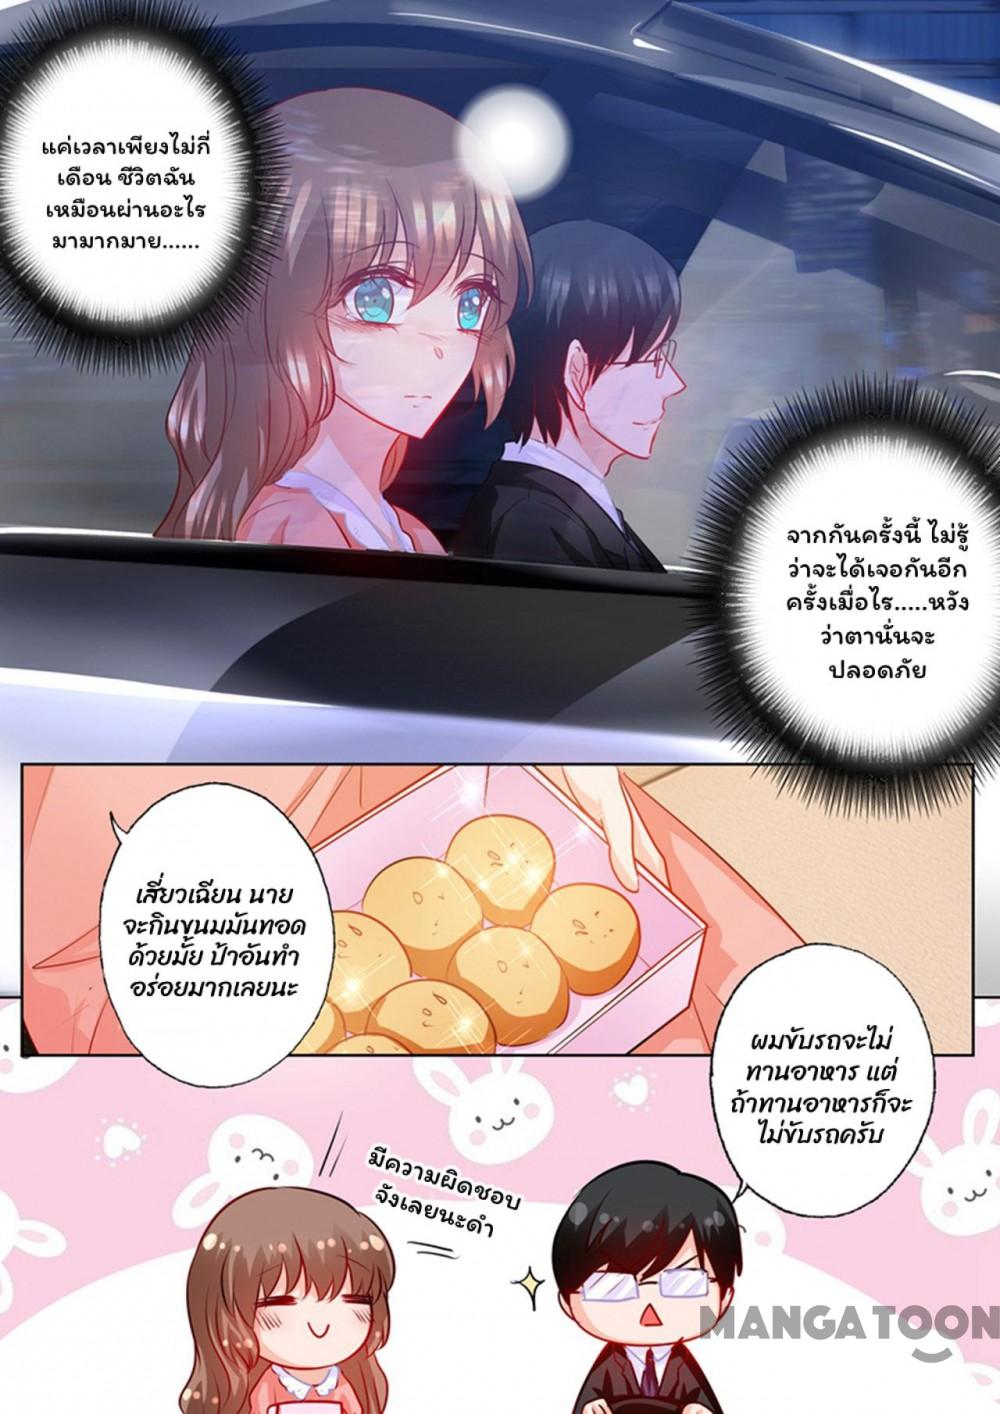 แค่เวลาเพียงไม่กี่
เดือน ชีวิตฉัน
เหมือนผ่านอะไร
มามากมาย......
จากกันครั้งนี้ ไม่รู้
ว่าจะได้เจอกันอีก
ครั้งเมื่อไร.....หวัง
ว่าตานั่นจะ
ปลอดภัย
เสี่ยวเฉียน นาย
จะกินขนมมันทอด
ด้วยมั้ย ป้าอันทำ
อร่อยมากเลยนะ
ผมขับรถจะไม่
ทานอาหาร แต่
ถ้าทานอาหารก็จะ
ไม่ขับรถครับ
มีความผิดชอบ
จังเลยนะดำ
MANGATOON